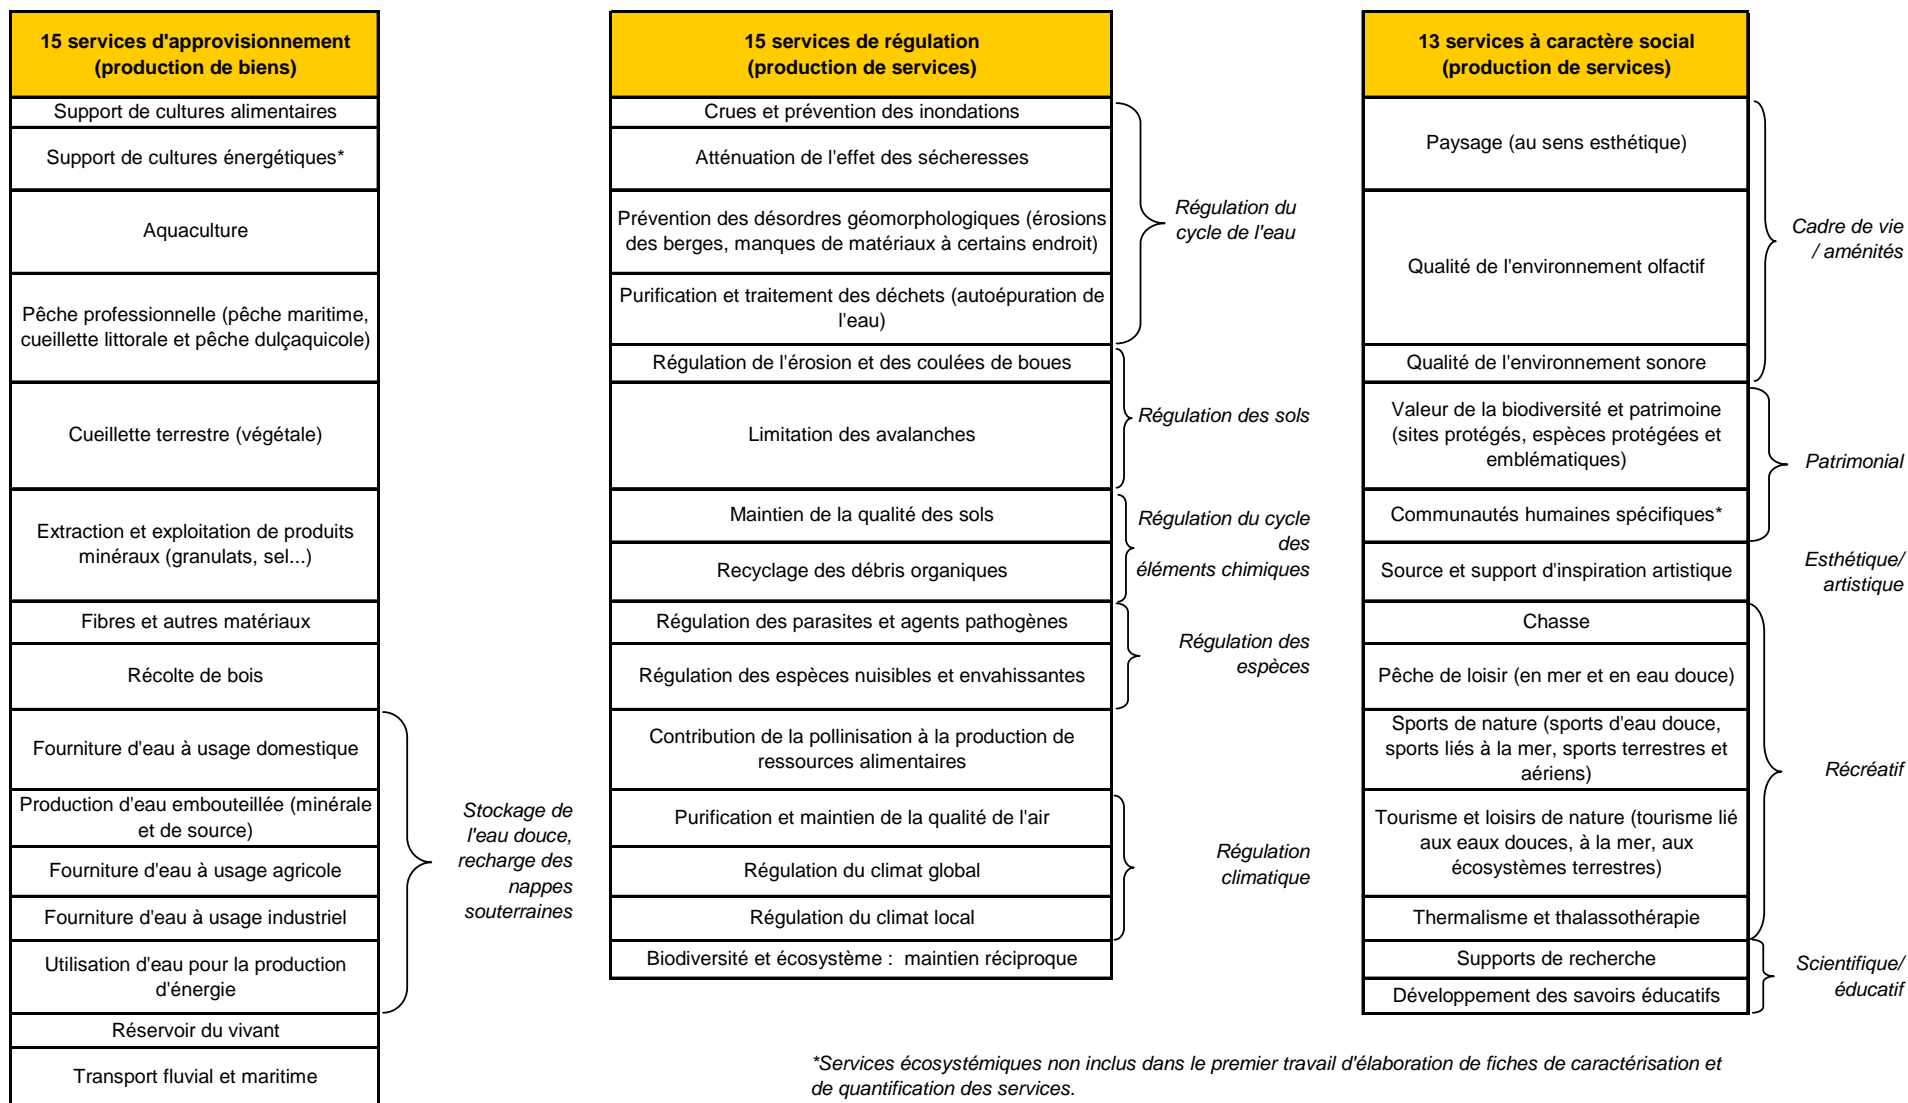 15 services d'approvisionnement
(production de biens)
Support de cultures alimentaires
Support de cultures énergétiques*
Aquaculture
Pêche professionnelle (pêche maritime,
cueillette littorale et pêche dulçaquicole)
Cueillette terrestre (végétale)
Extraction et exploitation de produits
minéraux (granulats, sel...)
Fibres et autres matériaux
Récolte de bois
Fourniture d'eau à usage domestique
Production d'eau embouteillée (minérale
et de source)
Fourniture d'eau à usage agricole
Fourniture d'eau à usage industriel
Utilisation d'eau pour la production
d'énergie
Réservoir du vivant
Transport fluvial et maritime
Stockage de
l'eau douce,
recharge des
nappes
souterraines
15 services de régulation
(production de services)
Crues et prévention des inondations
Atténuation de l'effet des sécheresses
Prévention des désordres géomorphologiques (érosions
des berges, manques de matériaux à certains endroit)
Purification et traitement des déchets (autoépuration de
l'eau)
Régulation de l'érosion et des coulées de boues
Limitation des avalanches
Maintien de la qualité des sols
Recyclage des débris organiques
Régulation des parasites et agents pathogènes
Régulation des espèces nuisibles et envahissantes
Contribution de la pollinisation à la production de
ressources alimentaires
Purification et maintien de la qualité de l'air
Régulation du climat global
Régulation du climat local
Biodiversité et écosystème :  maintien réciproque
Régulation du
cycle de l'eau
Régulation des sols
Régulation du cycle
des
éléments chimiques
Régulation des
espèces
Régulation
climatique
13 services à caractère social
(production de services)
Paysage (au sens esthétique)
Qualité de l'environnement olfactif
Qualité de l'environnement sonore
Valeur de la biodiversité et patrimoine
(sites protégés, espèces protégées et
emblématiques)
Communautés humaines spécifiques*
Source et support d'inspiration artistique
Chasse
Pêche de loisir (en mer et en eau douce)
Sports de nature (sports d'eau douce,
sports liés à la mer, sports terrestres et
aériens)
Tourisme et loisirs de nature (tourisme lié
aux eaux douces, à la mer, aux
écosystèmes terrestres)
Thermalisme et thalassothérapie
Supports de recherche
Développement des savoirs éducatifs
Cadre de vie
/ aménités
Patrimonial
Esthétique/
artistique
Récréatif
Scientifique/
éducatif
*Services écosystémiques non inclus dans le premier travail d'élaboration de fiches de caractérisation et
de quantification des services.